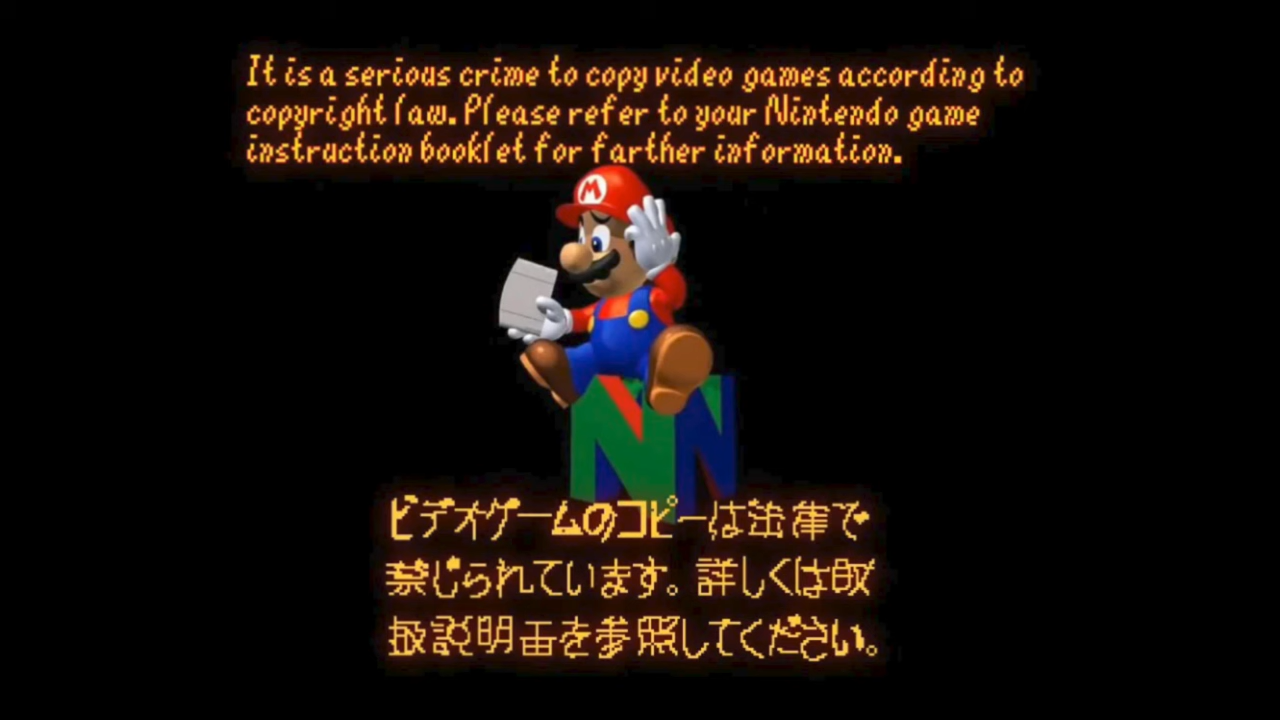 It is a serious crime to copy video games according to
copyright law. Please refer to your Nintendo game
instruction booklet for farther information.
M
ビデオゲームのコピーは法律で
禁じられています。詳しくは取
扱説明書を参照してください。